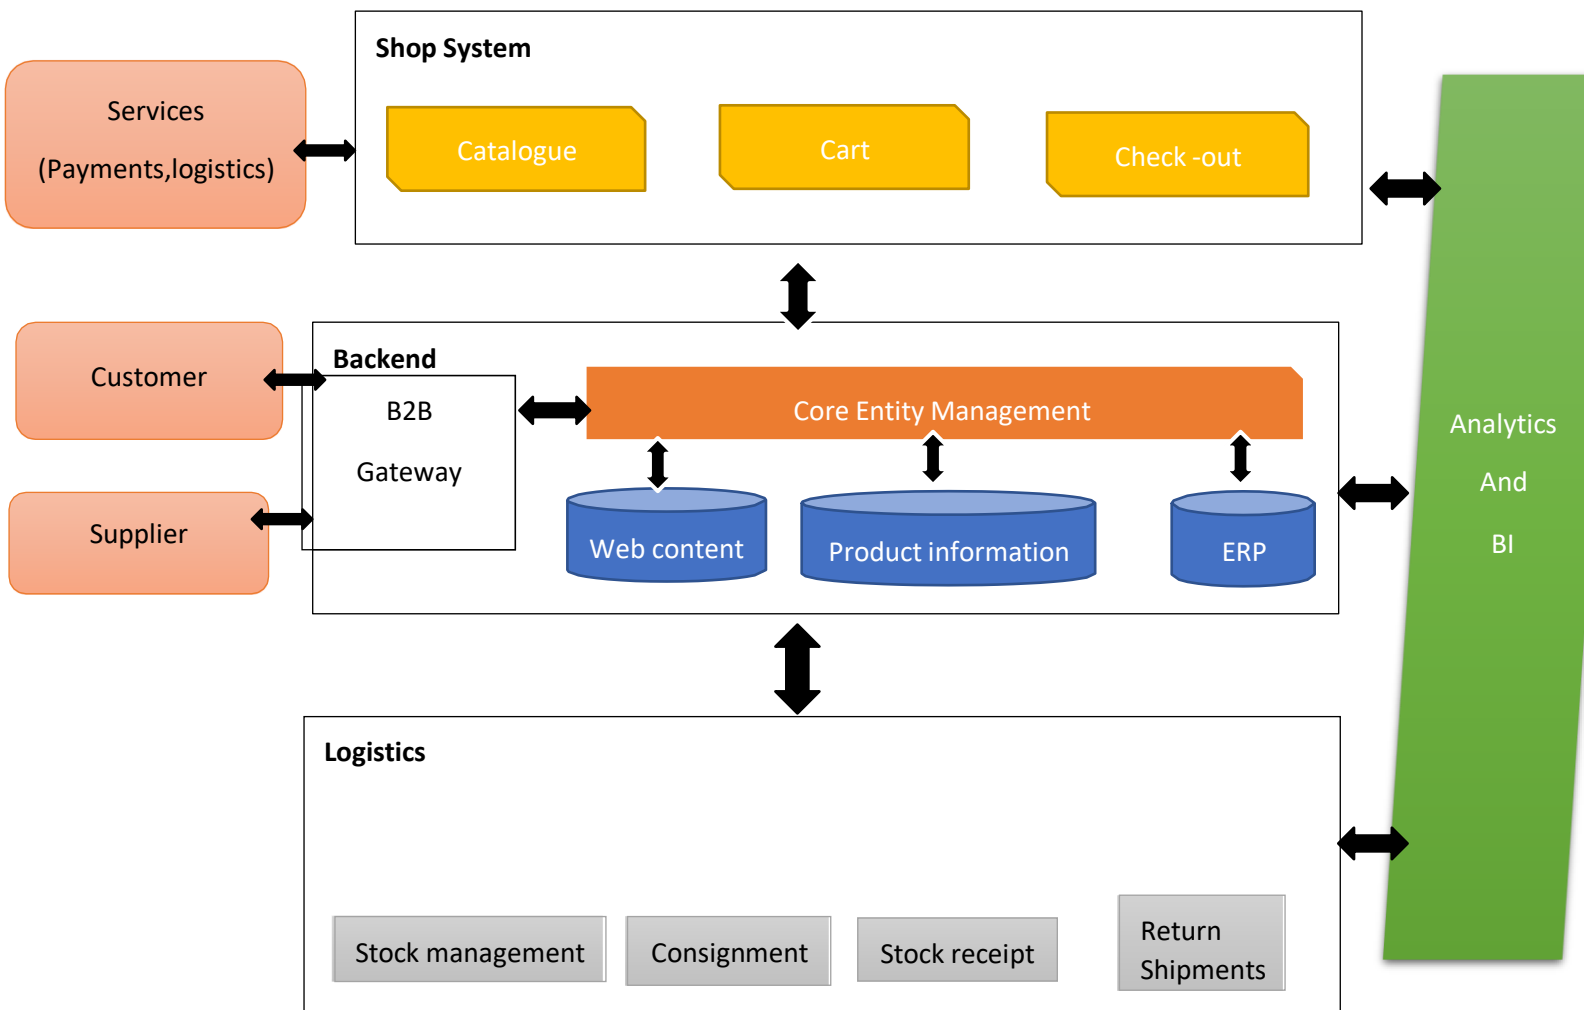 Shop System
Services
(Payments,logistics)
Catalogue
Cart
Check -out
Backend
Customer
B2B
Gateway
Core Entity Management
Supplier
Web content
Product information
ERP
Analytics
And
BI
Logistics
Stock management
Consignment
Stock receipt
Return
Shipments